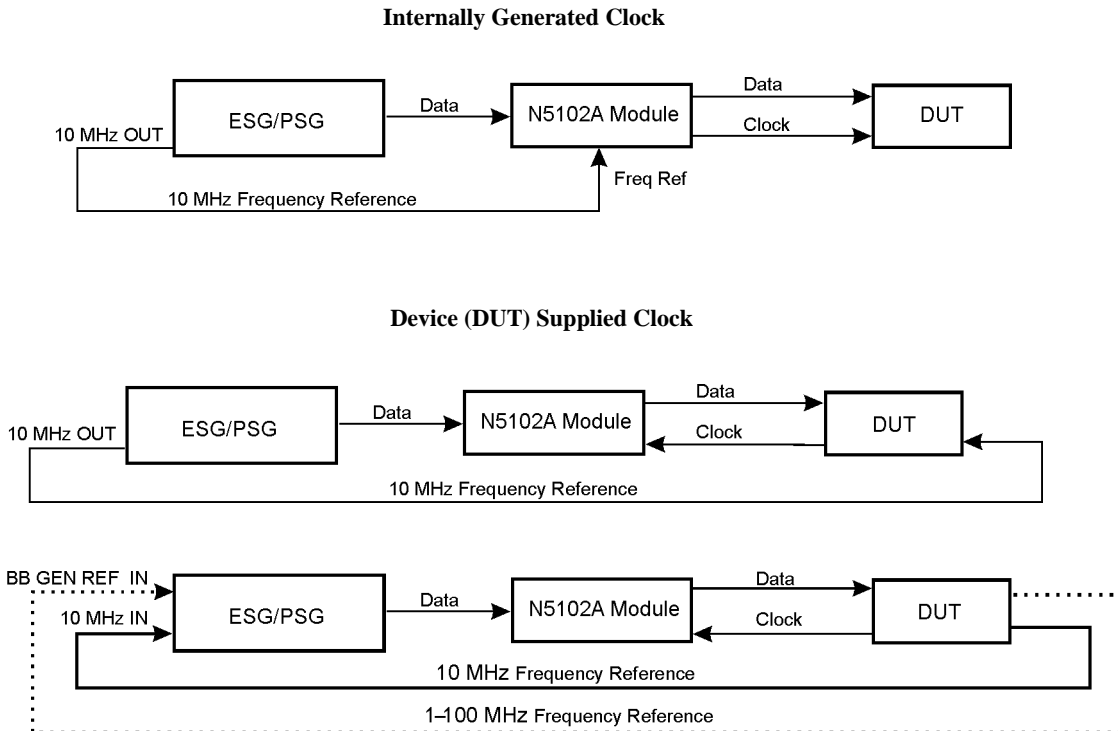 Internally Generated Clock
ESG/PSG
Data
N5102A Module
Data
Clock
DUT
10 MHz OUT
Freq Ref
10 MHz Frequency Reference
Device (DUT) Supplied Clock
ESG/PSG
Data
N5102A Module
Data
Clock
DUT
10 MHz OUT
10 MHz Frequency Reference
BB GEN REF IN
10 MHz IN
ESG/PSG
Data
N5102A Module
Data
Clock
DUT
10 MHz Frequency Reference
1–100 MHz Frequency Reference